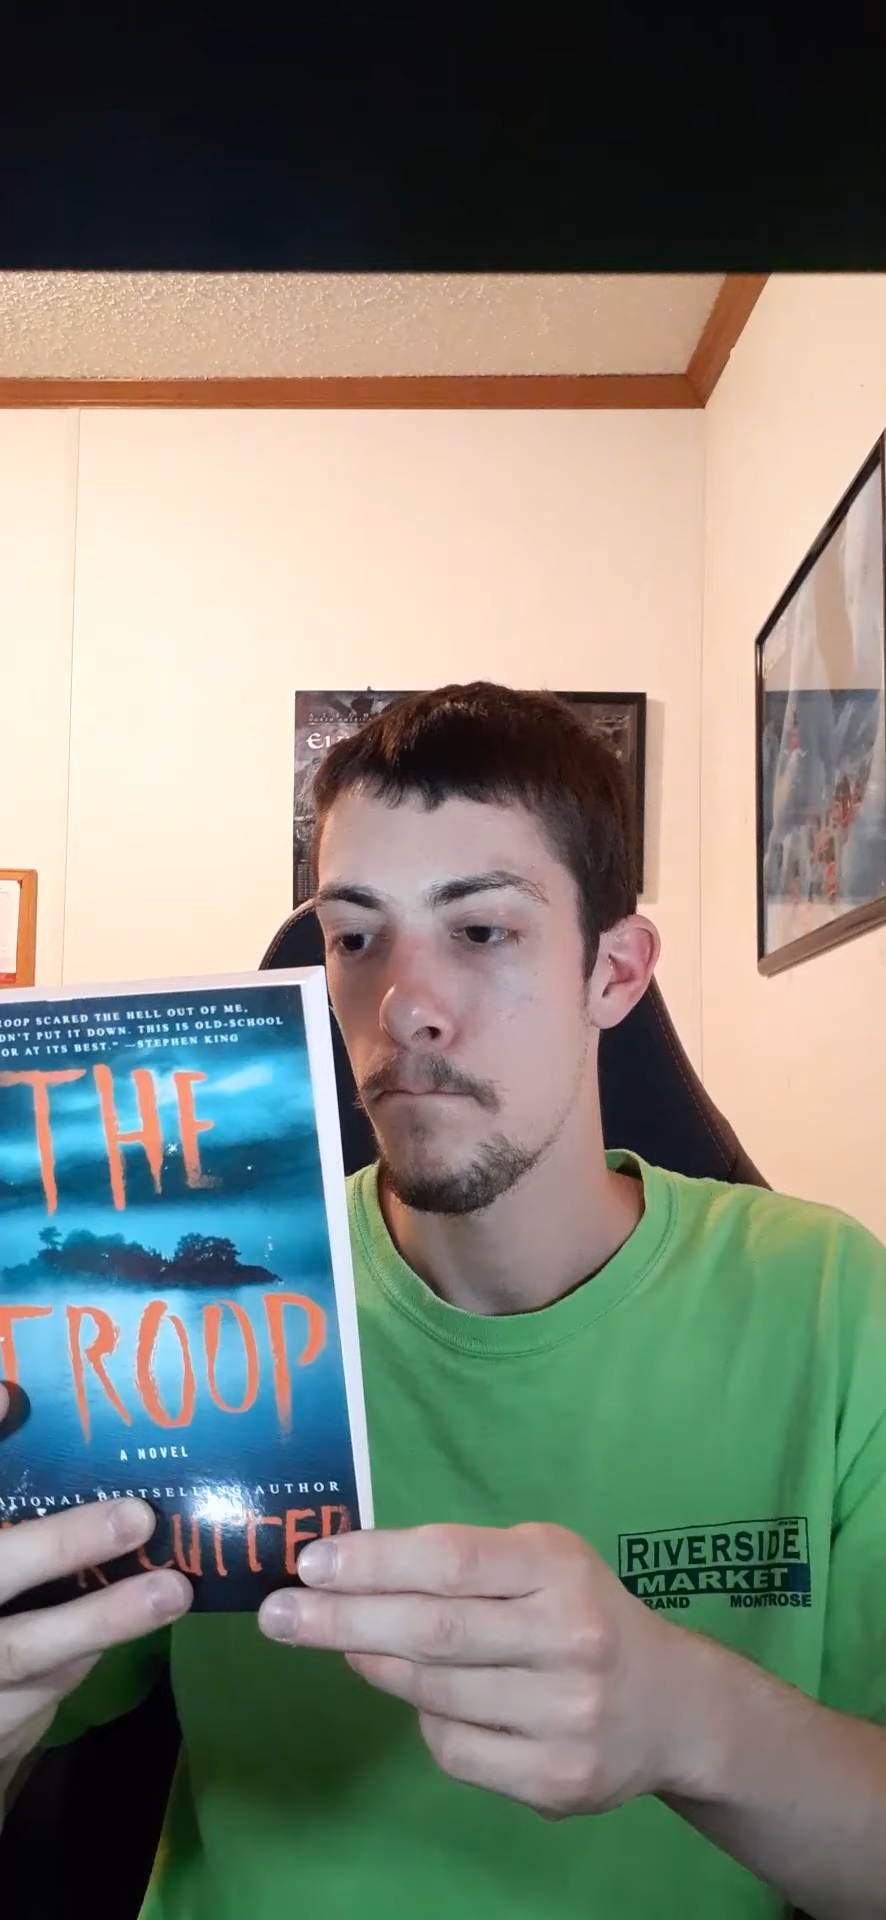 ROOP SCARED THE HELL OUT OF ME,
DN'T PUT IT DOWN. THIS IS OLD-SCHOOL
OR AT ITS BEST." —STEPHEN KING
THE
TROOP
A NOVEL
ATIONAL BESTSELLING AUTHOR
CUTTER
RIVERSIDE
MARKET
RAND MONTROSE